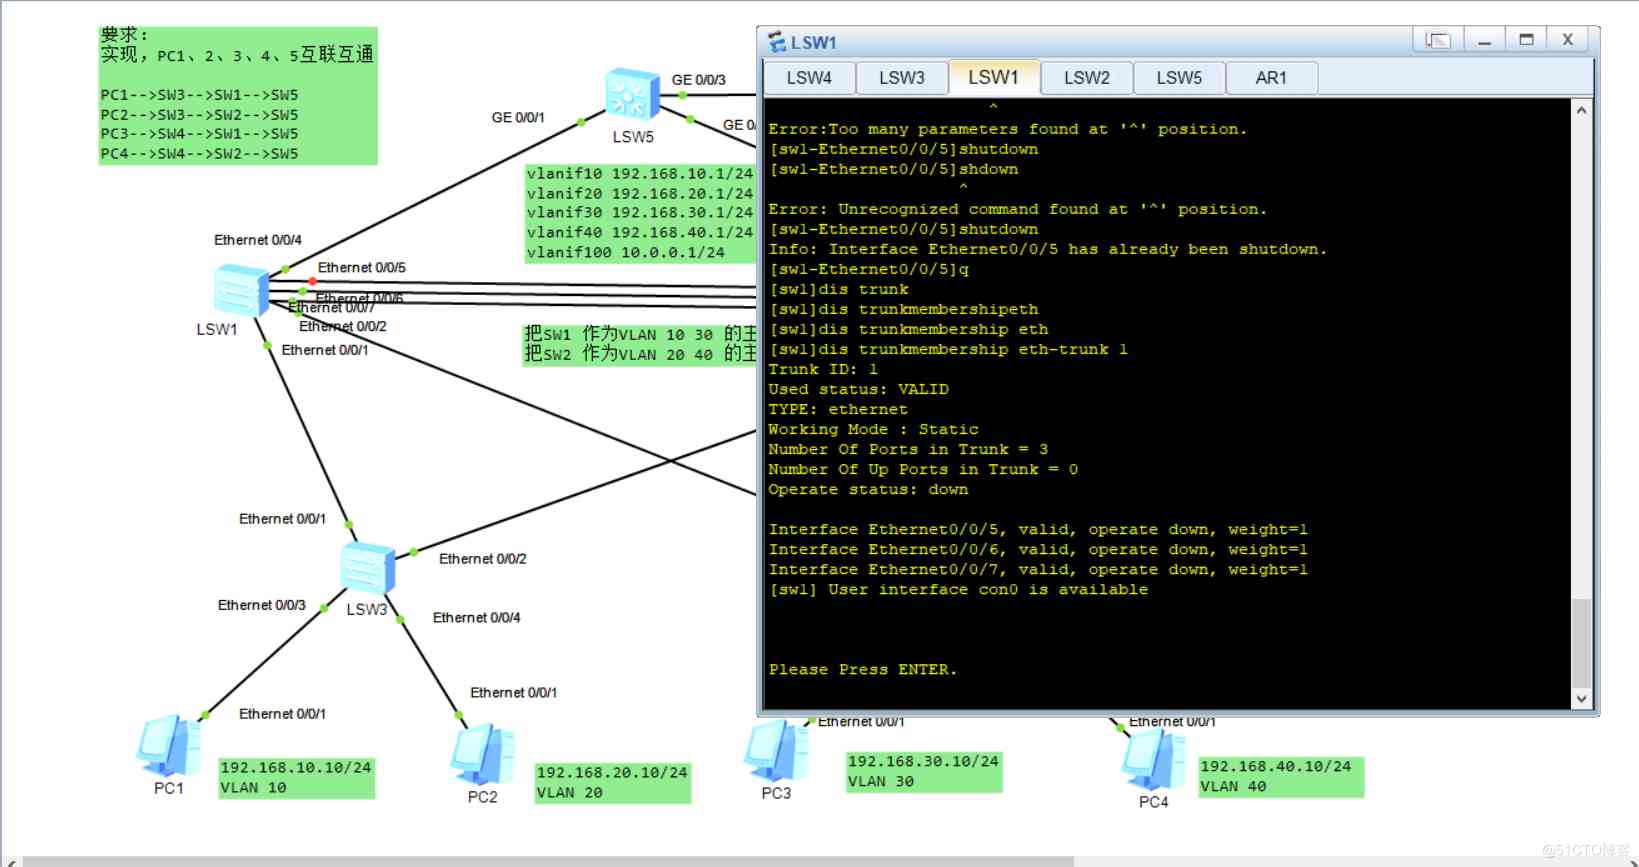 要求：
实现，PC1、2、3、4、5互联互通
PC1-->SW3-->SW1-->SW5
PC2-->SW3-->SW2-->SW5
PC3-->SW4-->SW1-->SW5
PC4-->SW4-->SW2-->SW5
GE 0/0/3
GE 0/0/1
GE 0/
LSW5
vlanif10 192.168.10.1/24
vlanif20 192.168.20.1/24
vlanif30 192.168.30.1/24
vlanif40 192.168.40.1/24
vlanif100 10.0.0.1/24
Ethernet 0/0/4
Ethernet 0/0/5
Ethernet 0/0/6
Ethernet 0/0/7
Ethernet 0/0/2
LSW1
Ethernet 0/0/1
把SW1 作为VLAN 10 30 的主
把SW2 作为VLAN 20 40 的主
Ethernet 0/0/1
Ethernet 0/0/2
Ethernet 0/0/3
LSW3
Ethernet 0/0/4
Ethernet 0/0/1
Ethernet 0/0/1
Ethernet 0/0/1
Ethernet 0/0/1
192.168.10.10/24
VLAN 10
PC1
192.168.20.10/24
VLAN 20
PC2
192.168.30.10/24
VLAN 30
PC3
192.168.40.10/24
VLAN 40
PC4
LSW1
LSW4 LSW3 LSW1 LSW2 LSW5 AR1
^
Error:Too many parameters found at '^' position.
[sw1-Ethernet0/0/5]shutdown
[sw1-Ethernet0/0/5]shdown
^
Error: Unrecognized command found at '^' position.
[sw1-Ethernet0/0/5]shutdown
Info: Interface Ethernet0/0/5 has already been shutdown.
[sw1-Ethernet0/0/5]q
[sw1]dis trunk
[sw1]dis trunkmembershipeth
[sw1]dis trunkmembership eth
[sw1]dis trunkmembership eth-trunk 1
Trunk ID: 1
Used status: VALID
TYPE: ethernet
Working Mode : Static
Number Of Ports in Trunk = 3
Number Of Up Ports in Trunk = 0
Operate status: down
Interface Ethernet0/0/5, valid, operate down, weight=1
Interface Ethernet0/0/6, valid, operate down, weight=1
Interface Ethernet0/0/7, valid, operate down, weight=1
[sw1] User interface con0 is available
Please Press ENTER.
@51CTO博客